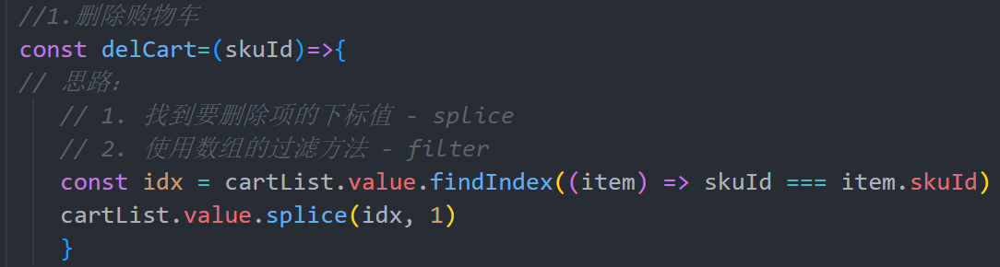 //1.删除购物车
const delCart=(skuId)=>{
// 思路:
// 1. 找到要删除项的下标值 - splice
// 2. 使用数组的过滤方法 - filter
const idx = cartList.value.findIndex((item) => skuId === item.skuId)
cartList.value.splice(idx, 1)
}